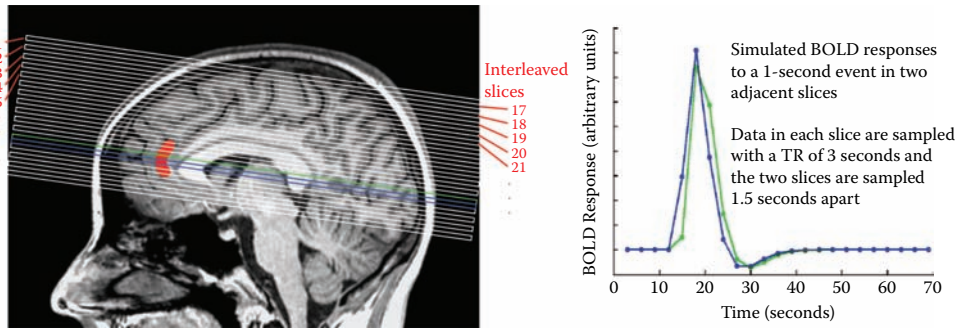 Interleaved
slices
17
18
19
20
21
Simulated BOLD responses
to a 1-second event in two
adjacent slices
Data in each slice are sampled
with a TR of 3 seconds and
the two slices are sampled
1.5 seconds apart
BOLD Response (arbitrary units)
0 10 20 30 40 50 60 70
Time (seconds)